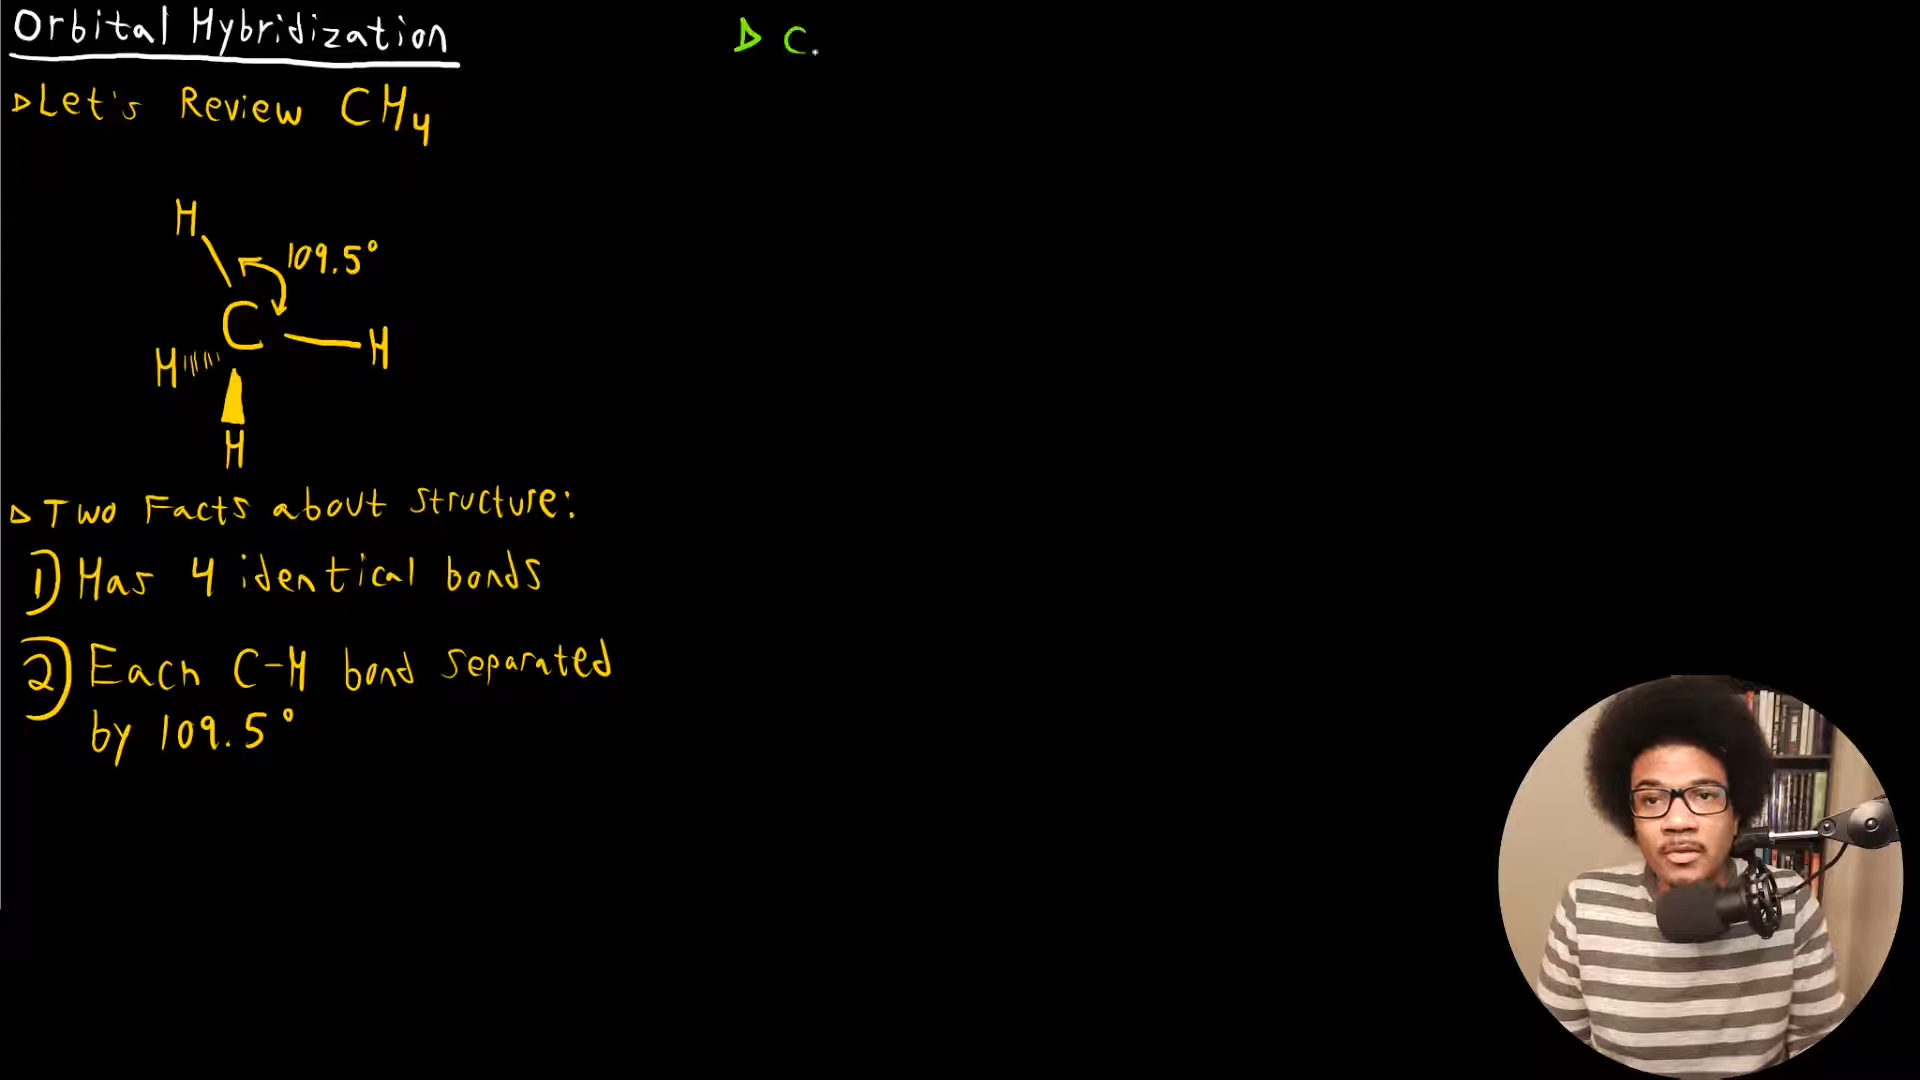 Orbital Hybridization
▷Let's Review CH₄
H
109.5°
C
H
H
H
▷Two Facts about structure:
1) Has 4 identical bonds
2) Each C-H bond separated
by 109.5°
▷ C.